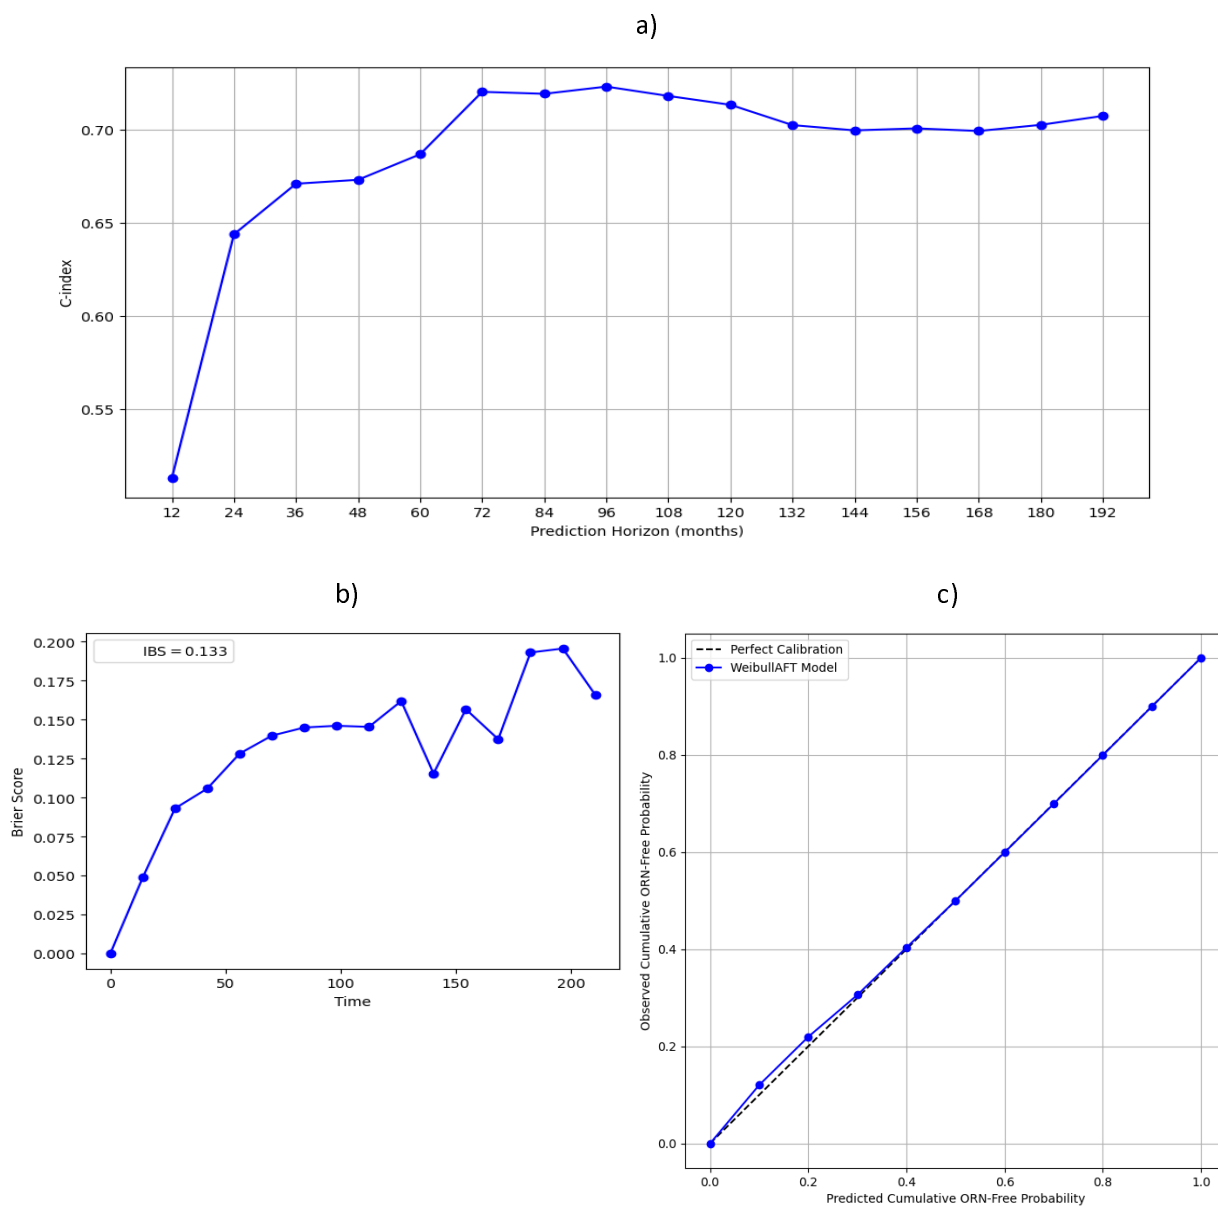 a)
0.70
0.65
0.60
0.55
C-index
12 24 36 48 60 72 84 96 108 120 132 144 156 168 180 192
Prediction Horizon (months)
b)
IBS = 0.133
0.200
0.175
0.150
0.125
0.100
0.075
0.050
0.025
0.000
Brier Score
0 50 100 150 200
Time
c)
Perfect Calibration
WeibullAFT Model
1.0
0.8
0.6
0.4
0.2
0.0
Observed Cumulative ORN-Free Probability
0.0 0.2 0.4 0.6 0.8 1.0
Predicted Cumulative ORN-Free Probability